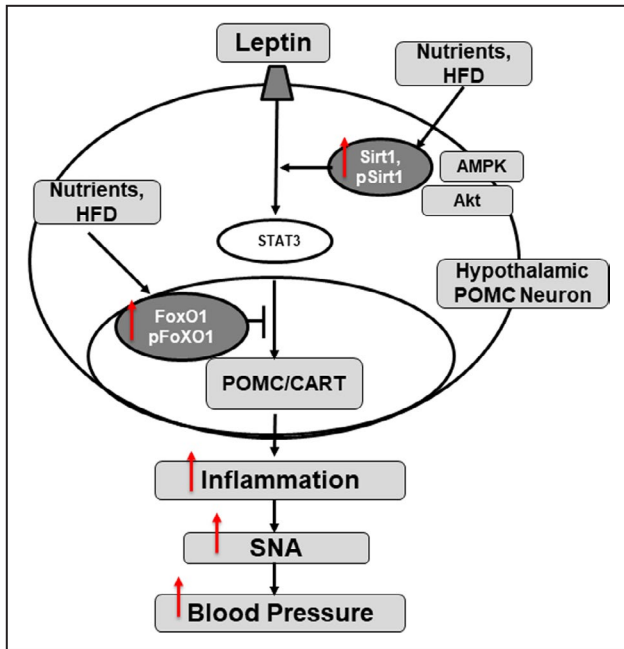 Leptin
Nutrients,
HFD
Sirt1,
pSirt1
AMPK
Akt
Nutrients,
HFD
STAT3
Hypothalamic
POMC Neuron
FoxO1
pFoXO1
POMC/CART
Inflammation
SNA
Blood Pressure